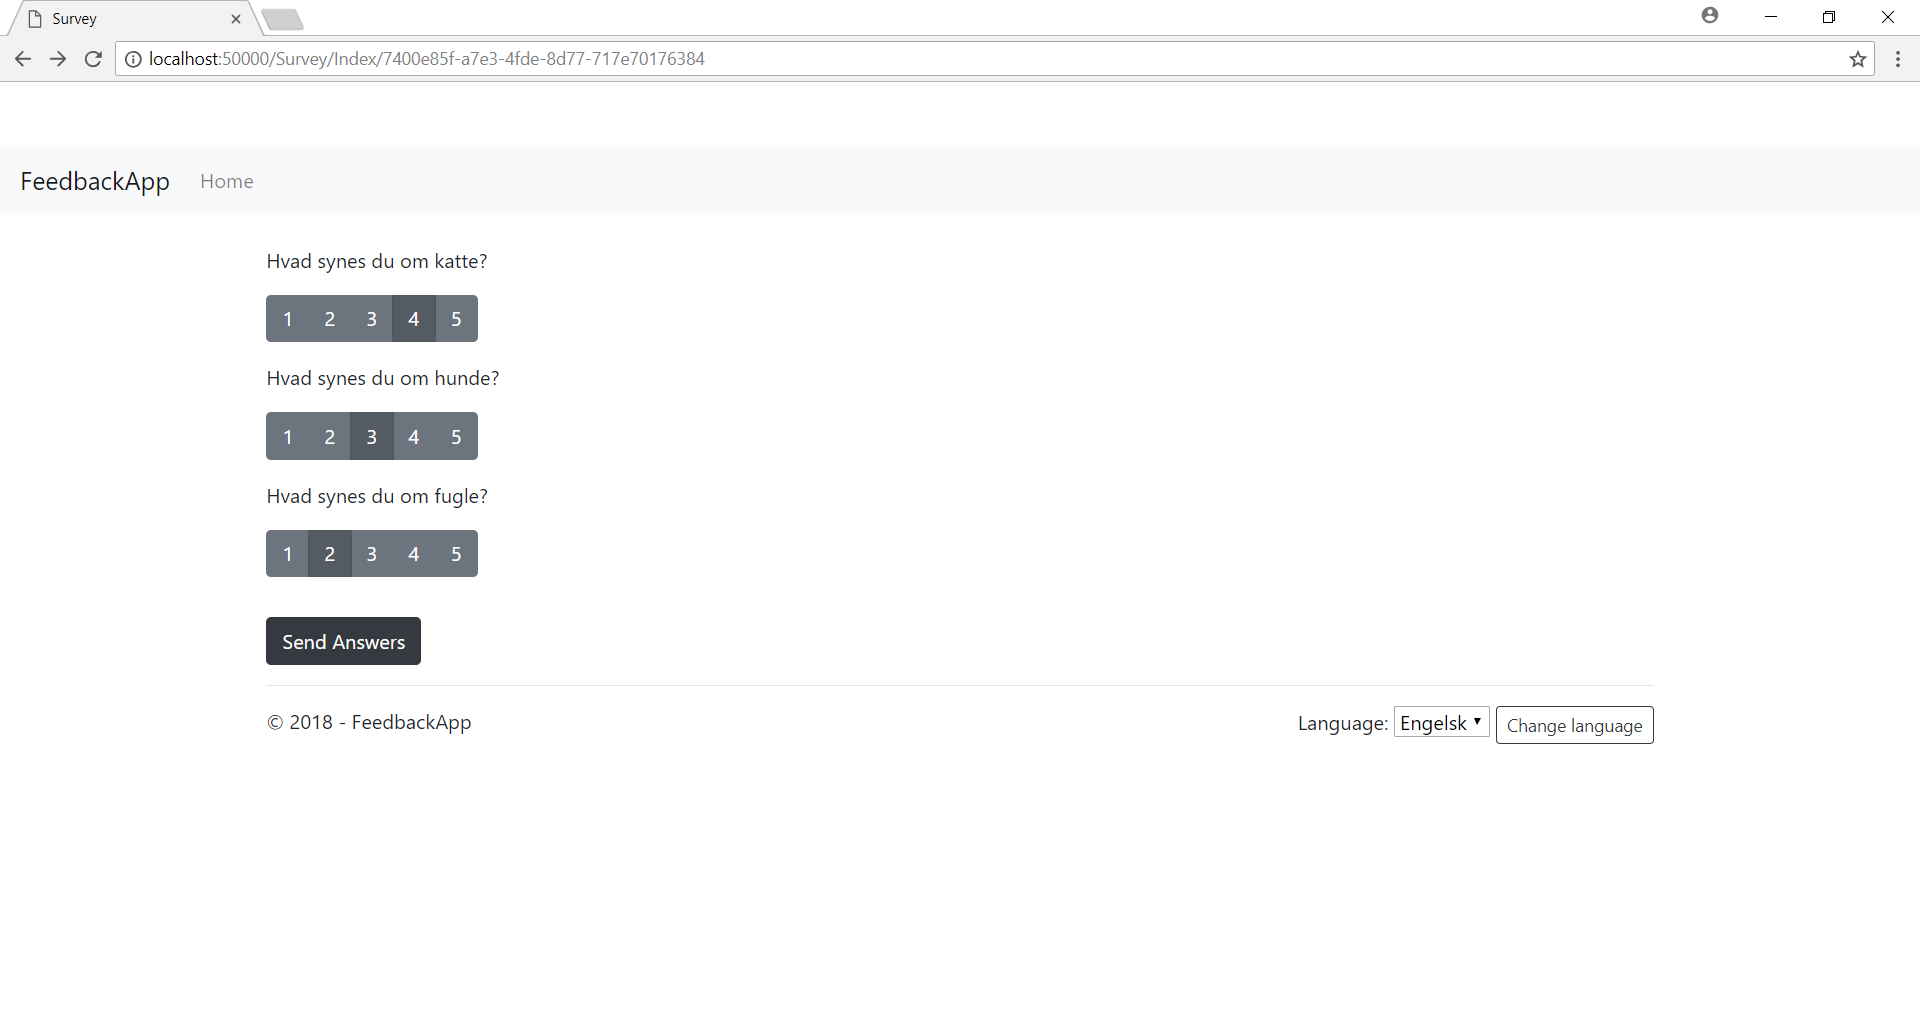 Survey
localhost:50000/Survey/Index/7400e85f-a7e3-4fde-8d77-717e70176384
FeedbackApp Home
Hvad synes du om katte?
1 2 3 4 5
Hvad synes du om hunde?
1 2 3 4 5
Hvad synes du om fugle?
1 2 3 4 5
Send Answers
© 2018 - FeedbackApp Language: Engelsk Change language